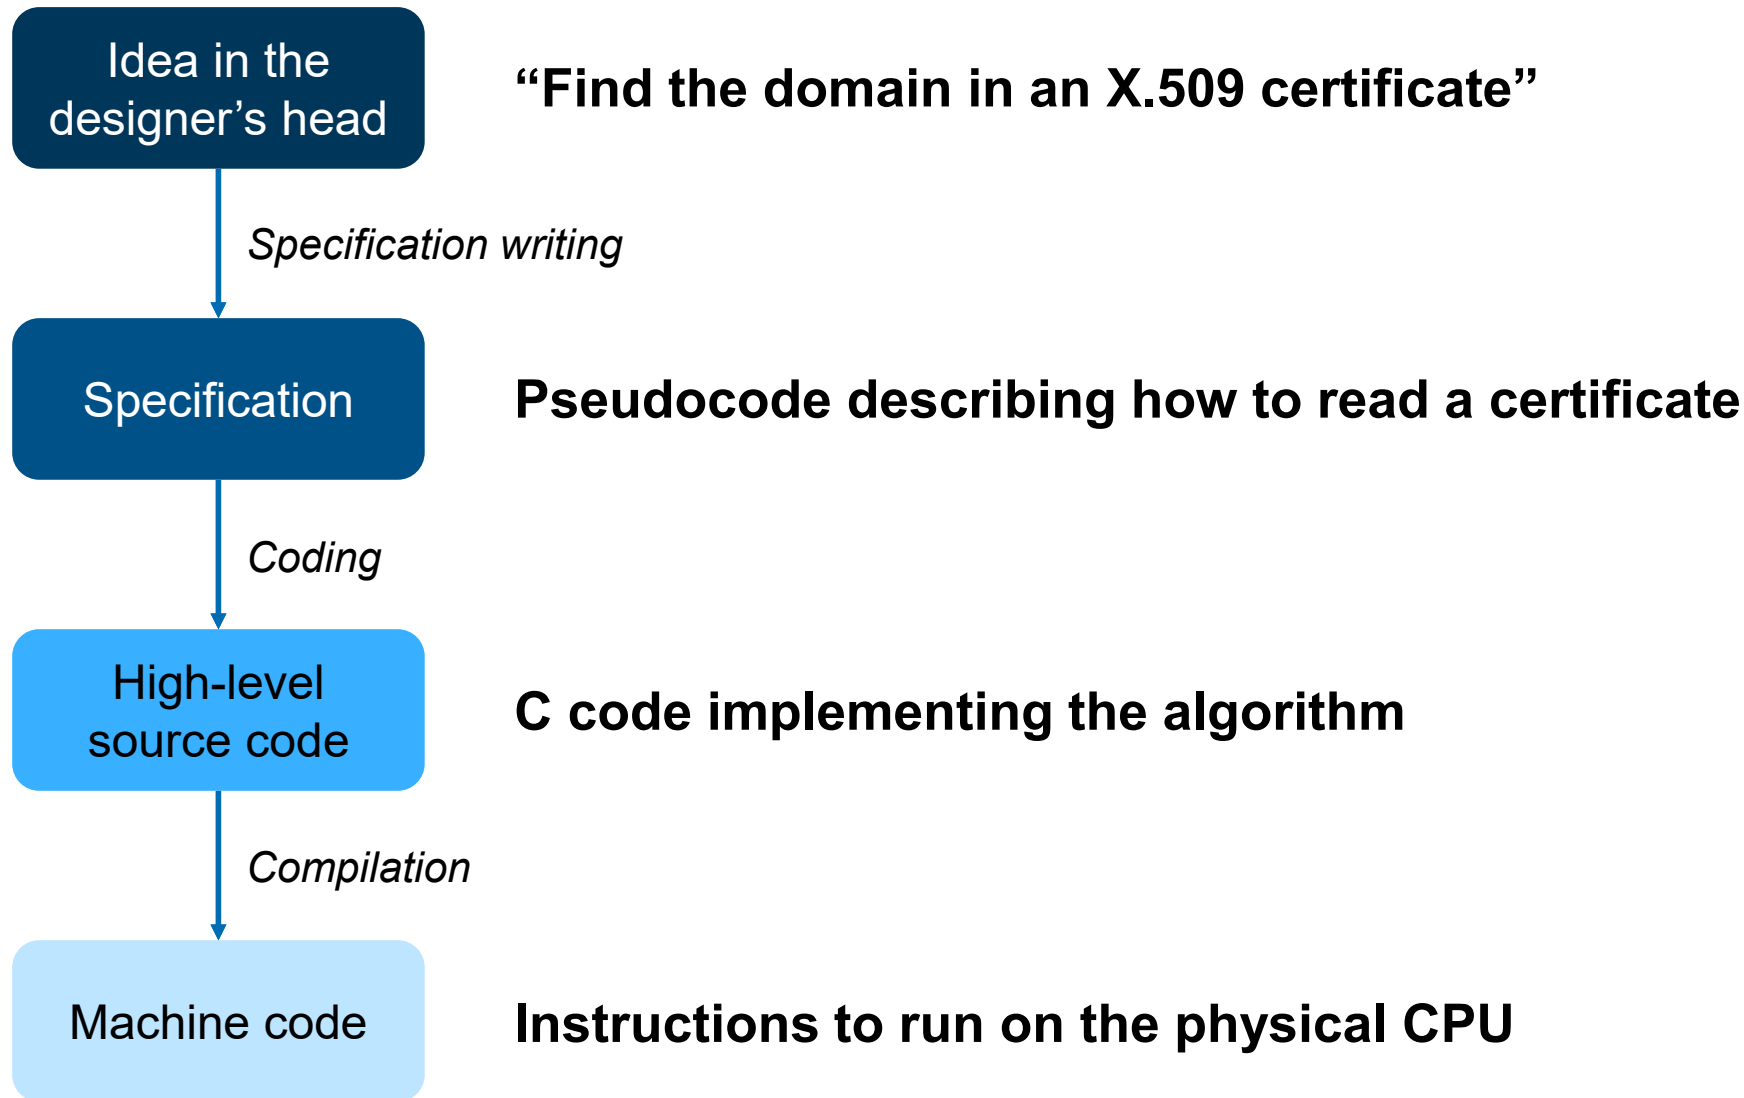 Idea in the
designer’s head
“Find the domain in an X.509 certificate”
Specification writing
Specification
Pseudocode describing how to read a certificate
Coding
High-level
source code
C code implementing the algorithm
Compilation
Machine code
Instructions to run on the physical CPU